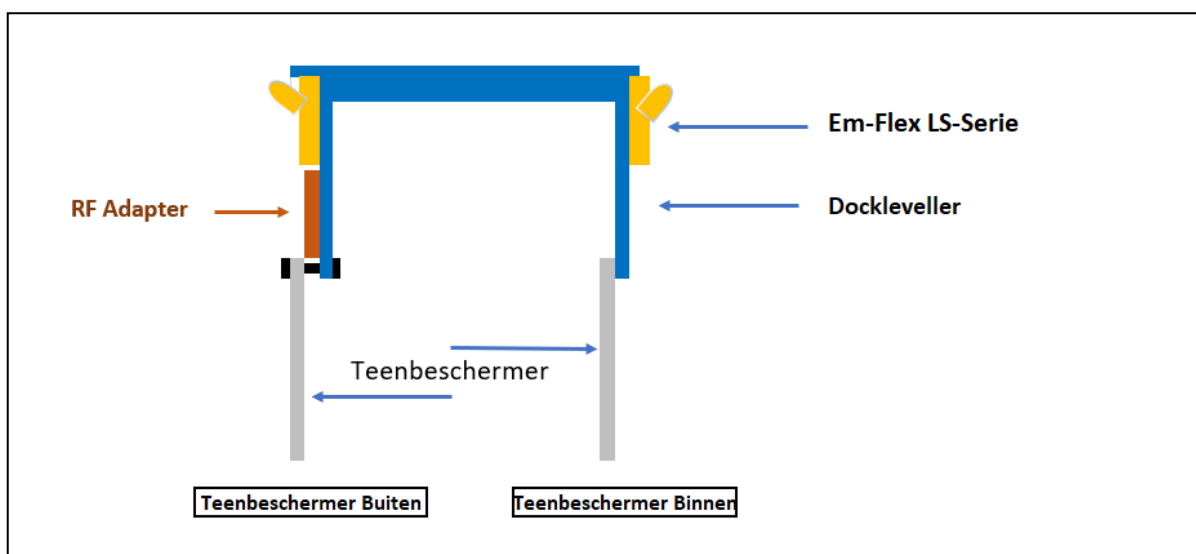 Em-Flex LS-Serie
RF Adapter
Dockleveller
Teenbeschermer
Teenbeschermer Buiten
Teenbeschermer Binnen